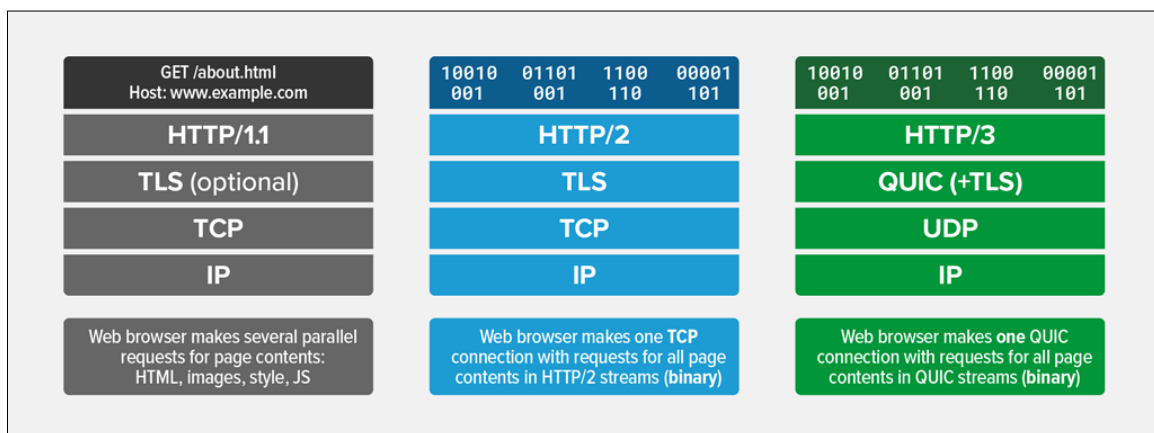 GET /about.html
Host: www.example.com
HTTP/1.1
TLS (optional)
TCP
IP
Web browser makes several parallel
requests for page contents:
HTML, images, style, JS
10010 01101 1100 00001
001 001 110 101
HTTP/2
TLS
TCP
IP
Web browser makes one TCP
connection with requests for all page
contents in HTTP/2 streams (binary)
10010 01101 1100 00001
001 001 110 101
HTTP/3
QUIC (+TLS)
UDP
IP
Web browser makes one QUIC
connection with requests for all page
contents in QUIC streams (binary)